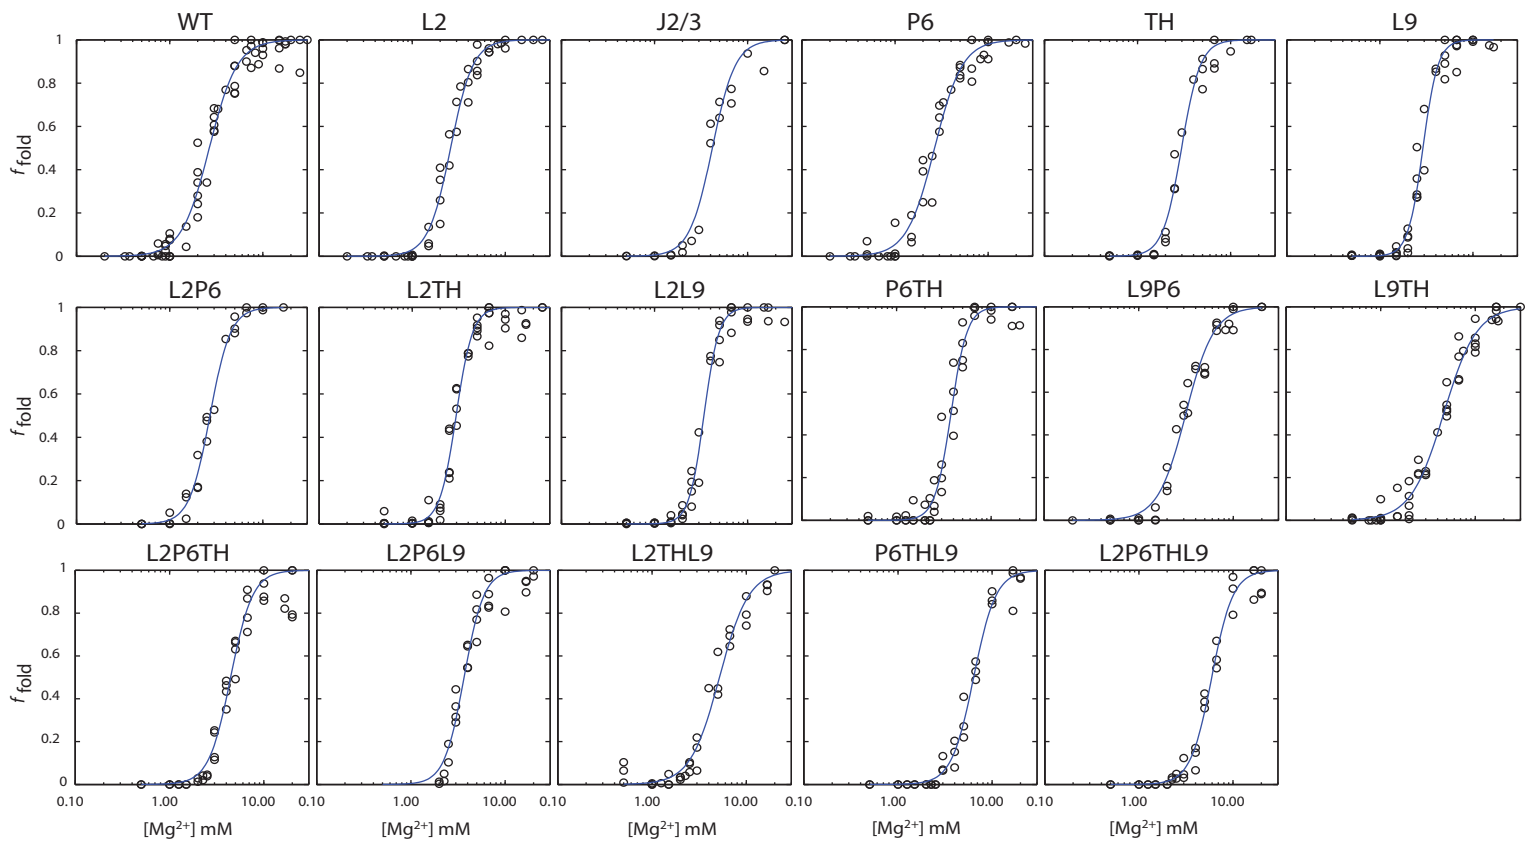 WT L2 J2/3 P6 TH L9
1
0.8
0.6
0.4
0.2
0
f fold
L2P6 L2TH L2L9 P6TH L9P6 L9TH
1
0.8
0.6
0.4
0.2
0
f fold
L2P6TH L2P6L9 L2THL9 P6THL9 L2P6THL9
1
0.8
0.6
0.4
0.2
0
f fold
0.10 1.00 10.00 0.10 1.00 10.00 0.10 1.00 10.00 0.10 1.00 10.00 0.10 1.00 10.00
[Mg2+] mM [Mg2+] mM [Mg2+] mM [Mg2+] mM [Mg2+] mM